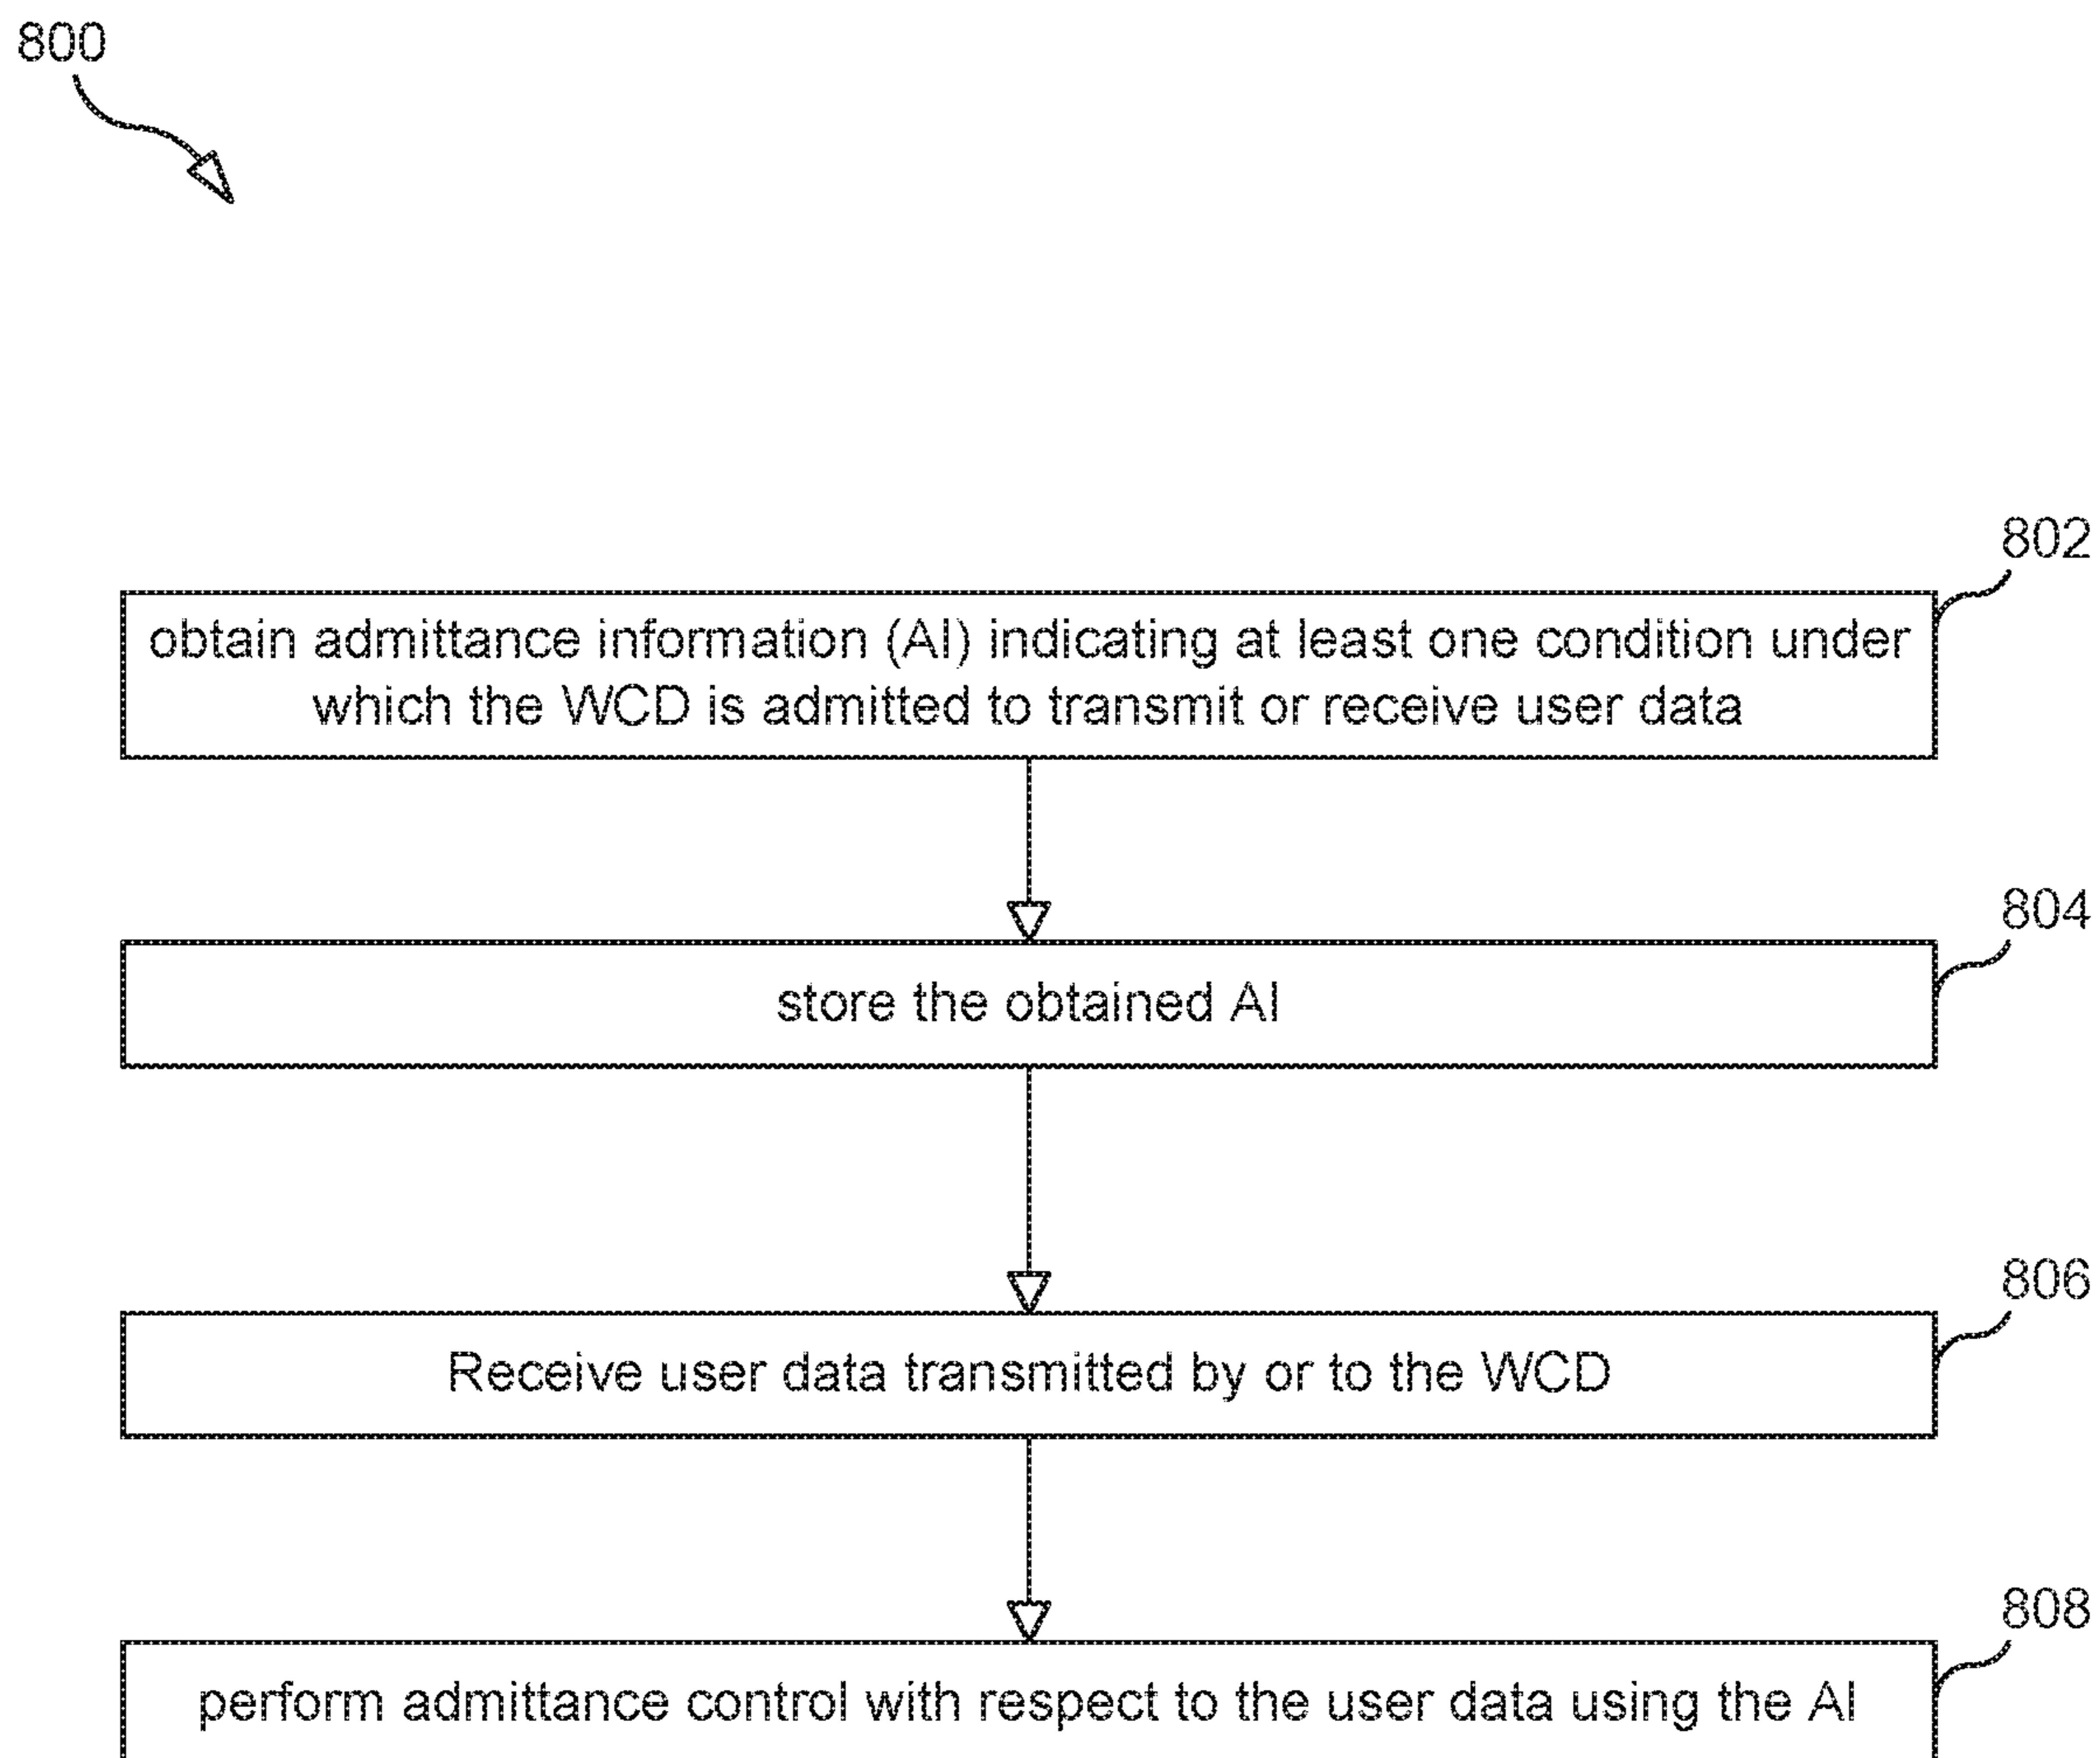 800
802
obtain admittance information (AI) indicating at least one condition under
which the WCD is admitted to transmit or receive user data
804
store the obtained AI
806
Receive user data transmitted by or to the WCD
808
perform admittance control with respect to the user data using the AI